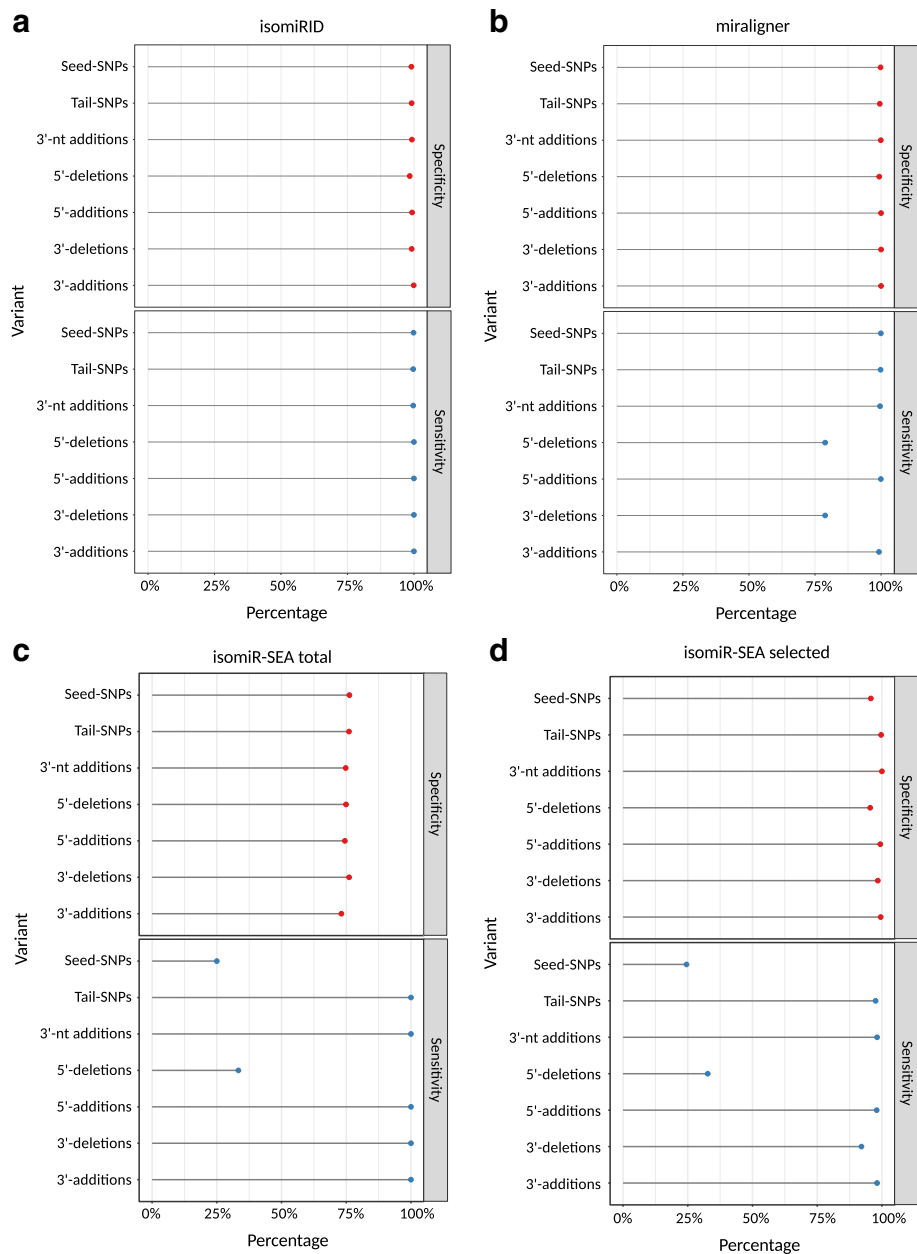 a
isomiRID
Variant
Seed-SNPs
Tail-SNPs
3'-nt additions
5'-deletions
5'-additions
3'-deletions
3'-additions
Specificity
Seed-SNPs
Tail-SNPs
3'-nt additions
5'-deletions
5'-additions
3'-deletions
3'-additions
Sensitivity
0% 25% 50% 75% 100%
Percentage
b
miraligner
Variant
Seed-SNPs
Tail-SNPs
3'-nt additions
5'-deletions
5'-additions
3'-deletions
3'-additions
Specificity
Seed-SNPs
Tail-SNPs
3'-nt additions
5'-deletions
5'-additions
3'-deletions
3'-additions
Sensitivity
0% 25% 50% 75% 100%
Percentage
c
isomiR-SEA total
Variant
Seed-SNPs
Tail-SNPs
3'-nt additions
5'-deletions
5'-additions
3'-deletions
3'-additions
Specificity
Seed-SNPs
Tail-SNPs
3'-nt additions
5'-deletions
5'-additions
3'-deletions
3'-additions
Sensitivity
0% 25% 50% 75% 100%
Percentage
d
isomiR-SEA selected
Variant
Seed-SNPs
Tail-SNPs
3'-nt additions
5'-deletions
5'-additions
3'-deletions
3'-additions
Specificity
Seed-SNPs
Tail-SNPs
3'-nt additions
5'-deletions
5'-additions
3'-deletions
3'-additions
Sensitivity
0% 25% 50% 75% 100%
Percentage